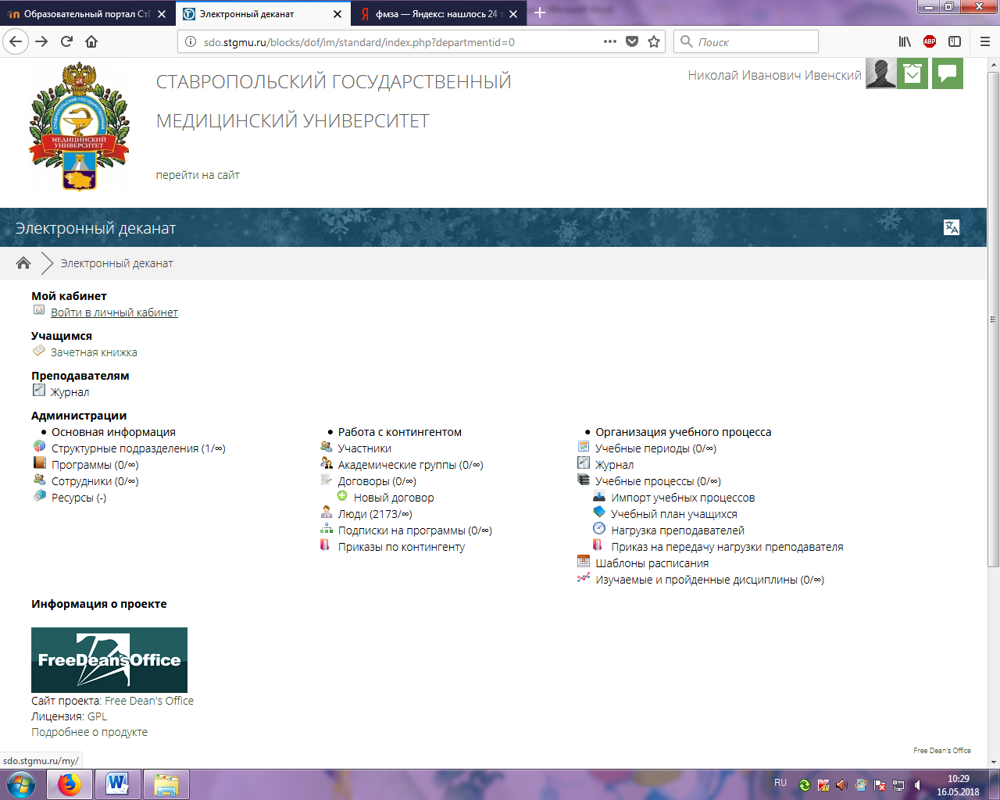 Образовательный портал СтГ
Электронный деканат
фмза — Яндекс: нашлось 24 т
sdo.stgmu.ru/blocks/dof/im/standard/index.php?departmentid=0
Поиск
ABP
СТАВРОПОЛЬСКИЙ ГОСУДАРСТВЕННЫЙ
МЕДИЦИНСКИЙ УНИВЕРСИТЕТ
Николай Иванович Ивенский
СТАВРОПОЛЬСКИЙ ГОСУДАРСТВЕННЫЙ
МЕДИЦИНСКИЙ
УНИВЕРСИТЕТ
перейти на сайт
Электронный деканат
Электронный деканат
Мой кабинет
Войти в личный кабинет
Учащимся
Зачетная книжка
Преподавателям
Журнал
Администрации
Основная информация
Структурные подразделения (1/∞)
Программы (0/∞)
Сотрудники (0/∞)
Ресурсы (-)
Работа с контингентом
Участники
Академические группы (0/∞)
Договоры (0/∞)
Новый договор
Люди (2173/∞)
Подписки на программы (0/∞)
Приказы по контингенту
Организация учебного процесса
Учебные периоды (0/∞)
Журнал
Учебные процессы (0/∞)
Импорт учебных процессов
Учебный план учащихся
Нагрузка преподавателей
Приказ на передачу нагрузки преподавателя
Шаблоны расписания
Изучаемые и пройденные дисциплины (0/∞)
Информация о проекте
FreeDeansOffice
Сайт проекта: Free Dean's Office
Лицензия: GPL
Подробнее о продукте
Free Dean's Office
sdo.stgmu.ru/my/
RU
10:29
16.05.2018